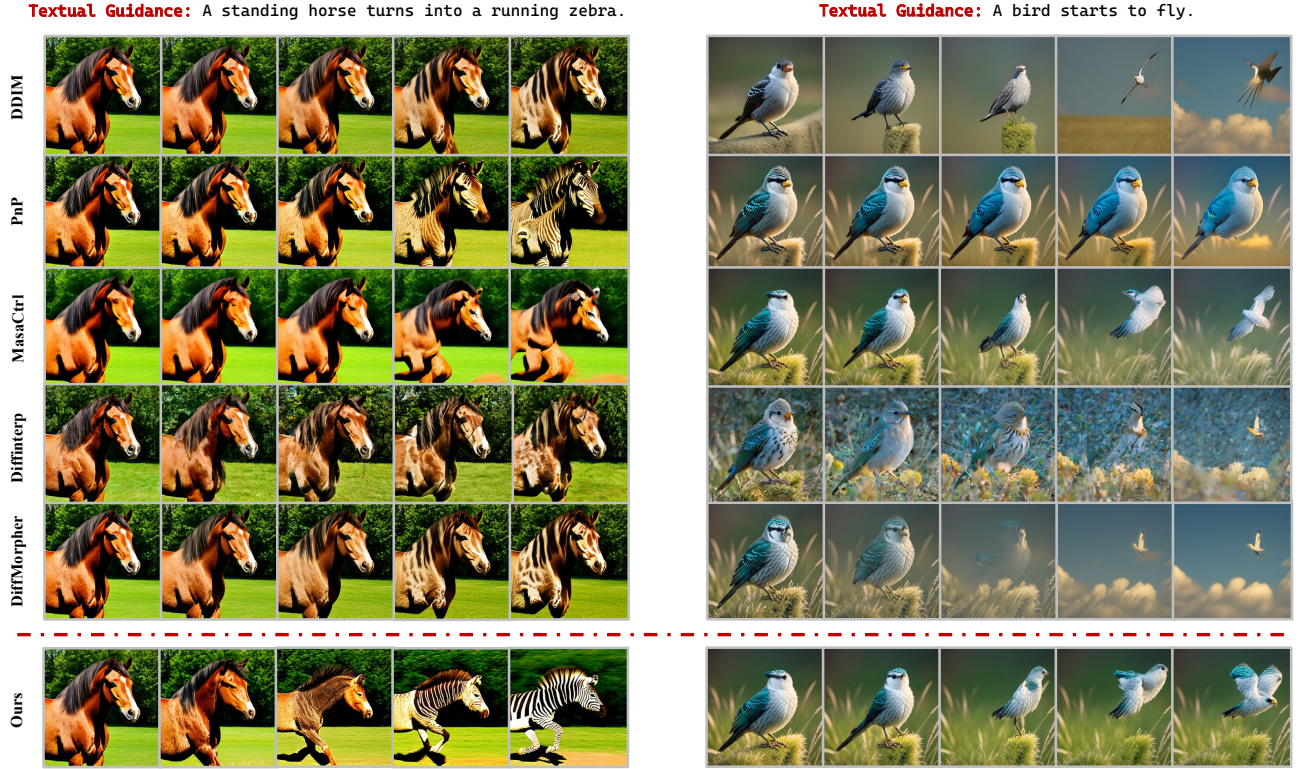 Textual Guidance: A standing horse turns into a running zebra.
Textual Guidance: A bird starts to fly.
DDIM
PnP
MasaCtrl
Diffinterp
DiffMorpher
Ours